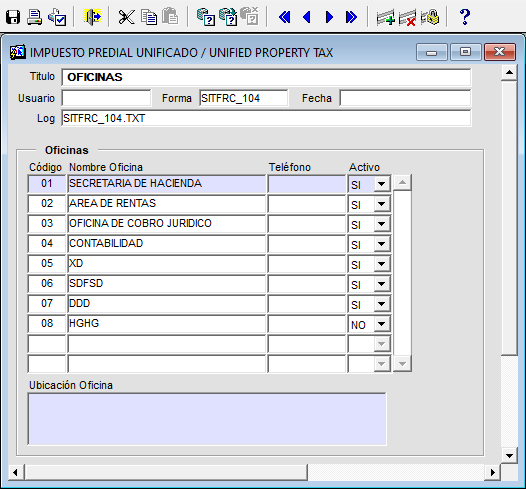 IMPUESTO PREDIAL UNIFICADO / UNIFIED PROPERTY TAX
Titulo OFICINAS
Usuario Forma SITFRC_104 Fecha
Log SITFRC_104.TXT
Oficinas
Código Nombre Oficina Teléfono Activo
01 SECRETARIA DE HACIENDA SI
02 AREA DE RENTAS SI
03 OFICINA DE COBRO JURIDICO SI
04 CONTABILIDAD SI
05 XD SI
06 SDFSD SI
07 DDD SI
08 HGHG NO
Ubicación Oficina